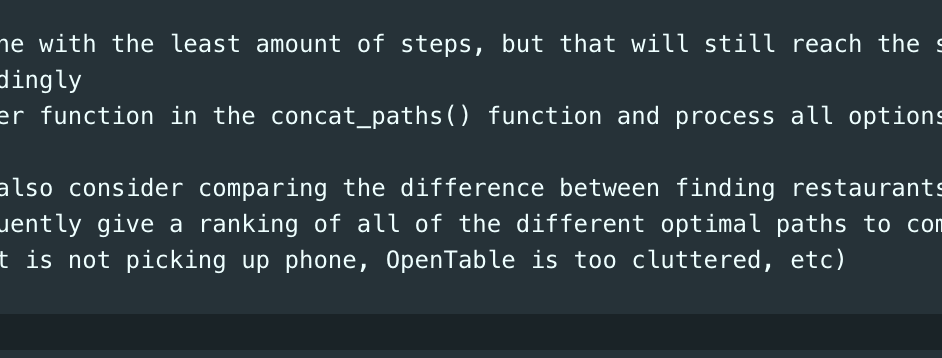 ne with the least amount of steps, but that will still reach the s
dingly
er function in the concat_paths() function and process all options
also consider comparing the difference between finding restaurants
uently give a ranking of all of the different optimal paths to com
t is not picking up phone, OpenTable is too cluttered, etc)